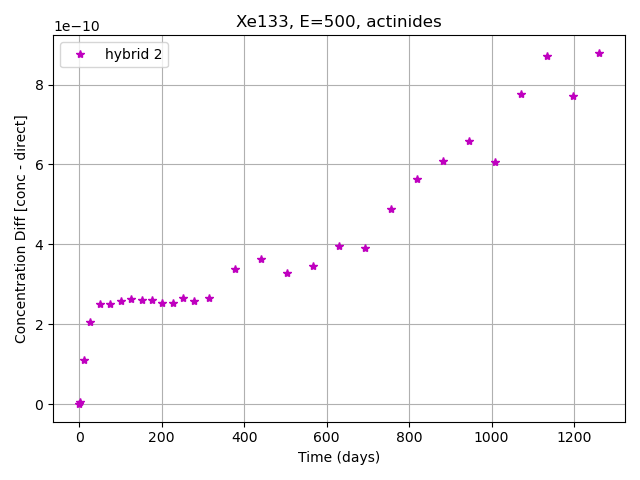 Xe133, E=500, actinides
1e−10
hybrid 2
8
6
4
2
0
Concentration Diff [conc - direct]
0 200 400 600 800 1000 1200
Time (days)